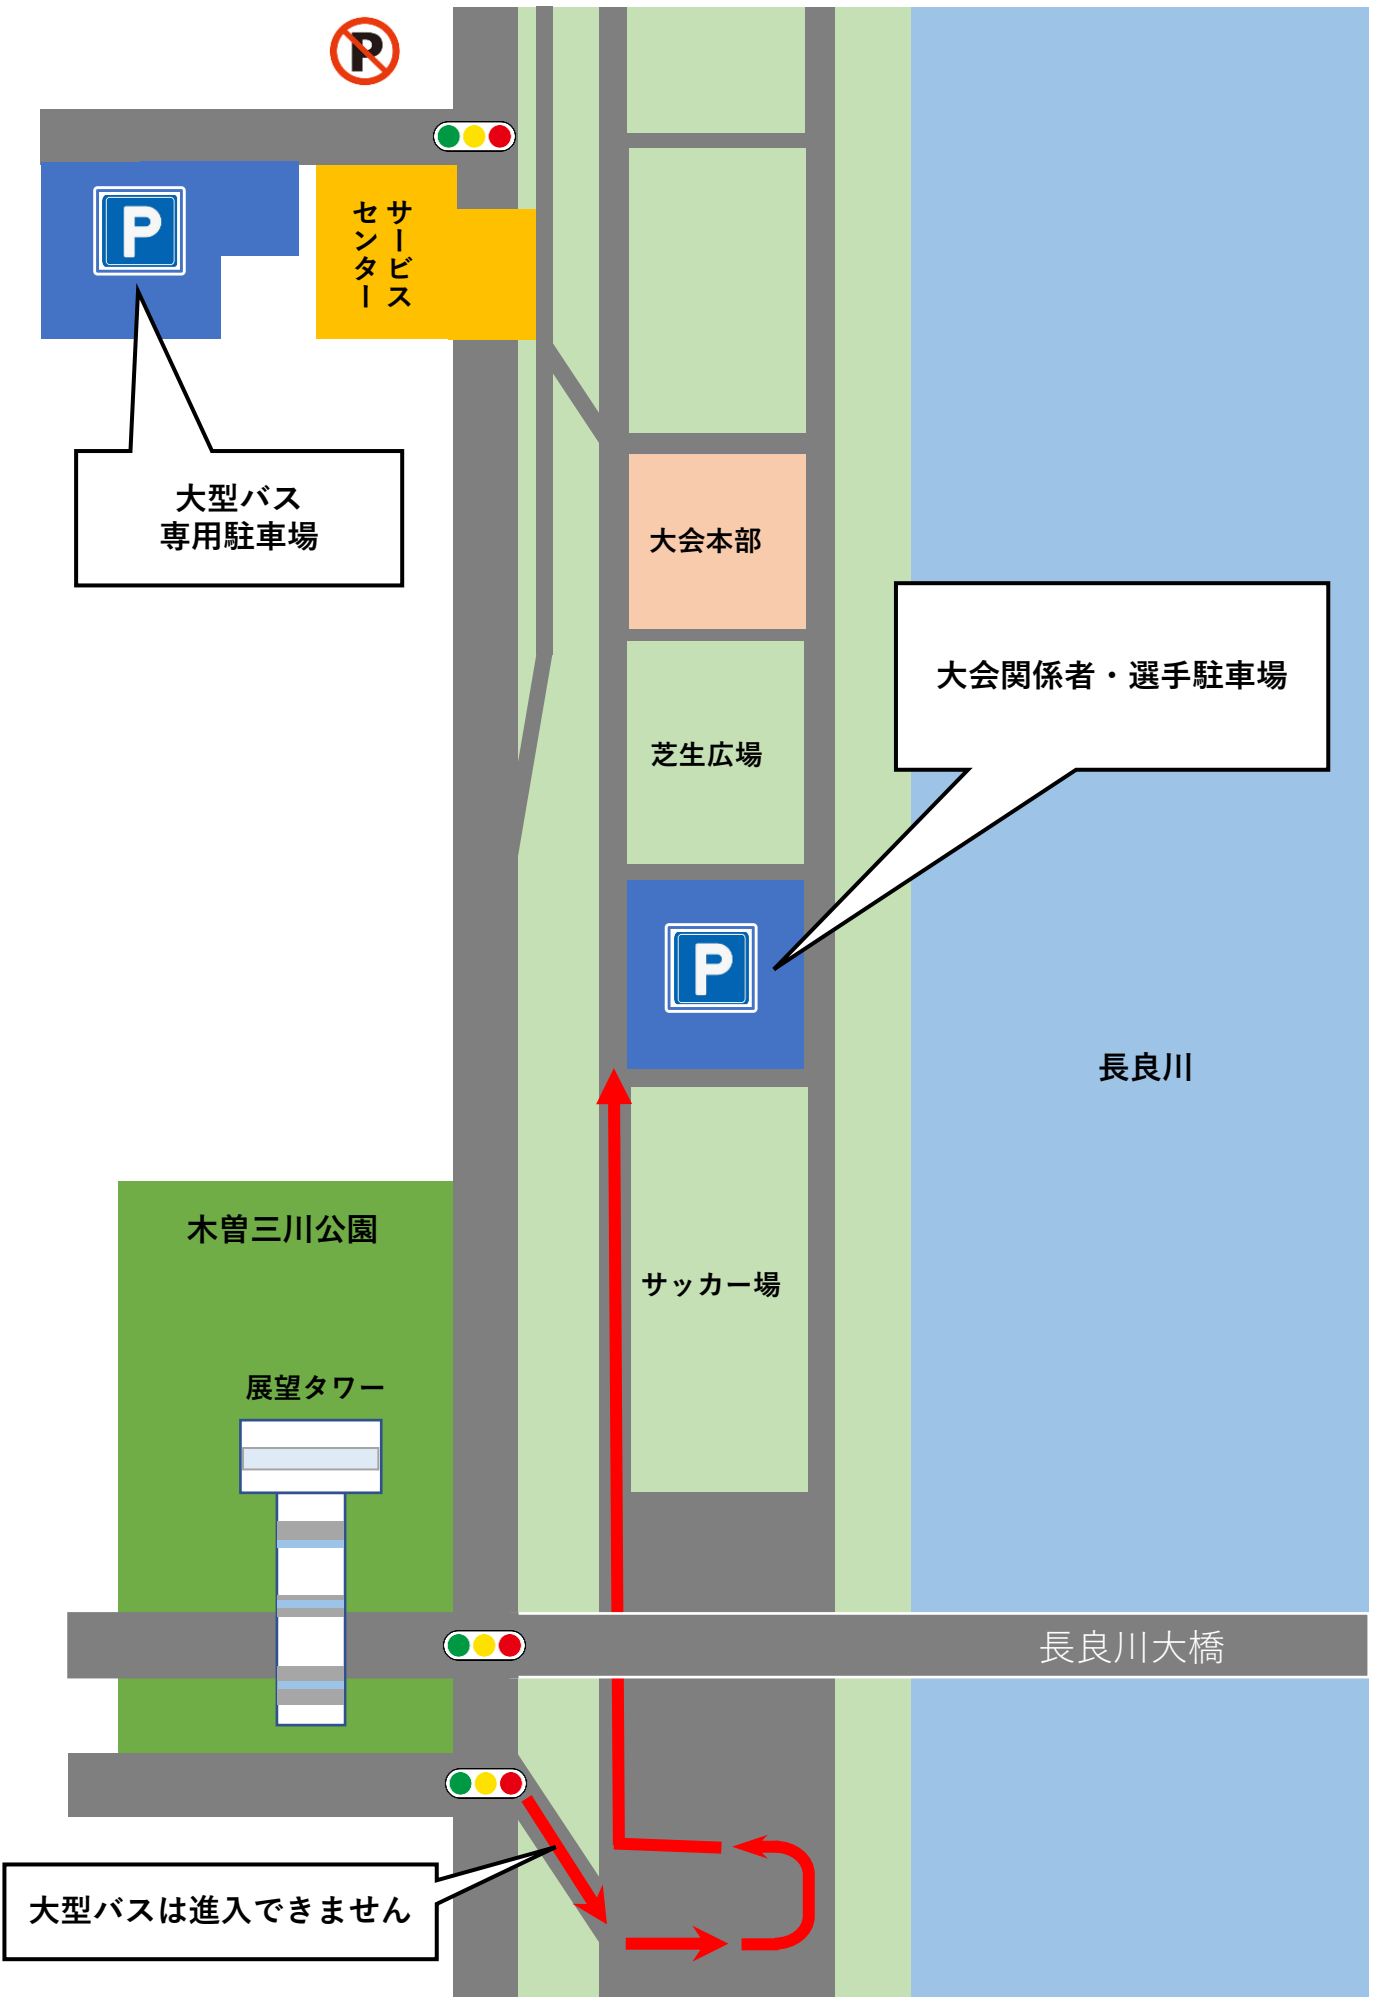 P
P
サービス
センター
大型バス
専用駐車場
大会本部
大会関係者・選手駐車場
芝生広場
P
長良川
木曽三川公園
サッカー場
展望タワー
長良川大橋
大型バスは進入できません